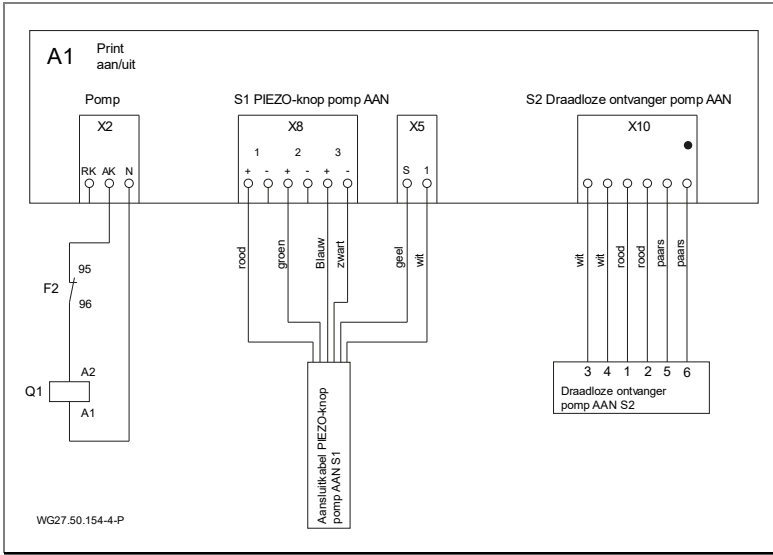 A1
Print
aan/uit
Pomp
S1 PIEZO-knop pomp AAN
S2 Draadloze ontvanger pomp AAN
X2
X8
X5
X10
1 2 3
RK AK N
+ - + - + -
S 1
rood
groen
Blauw
zwart
geel
wit
wit
wit
rood
rood
paars
paars
95
F2
96
A2
Q1
A1
3 4 1 2 5 6
Draadloze ontvanger
pomp AAN S2
Aansluitkabel PIEZO-knop
pomp AAN S1
WG27.50.154-4-P